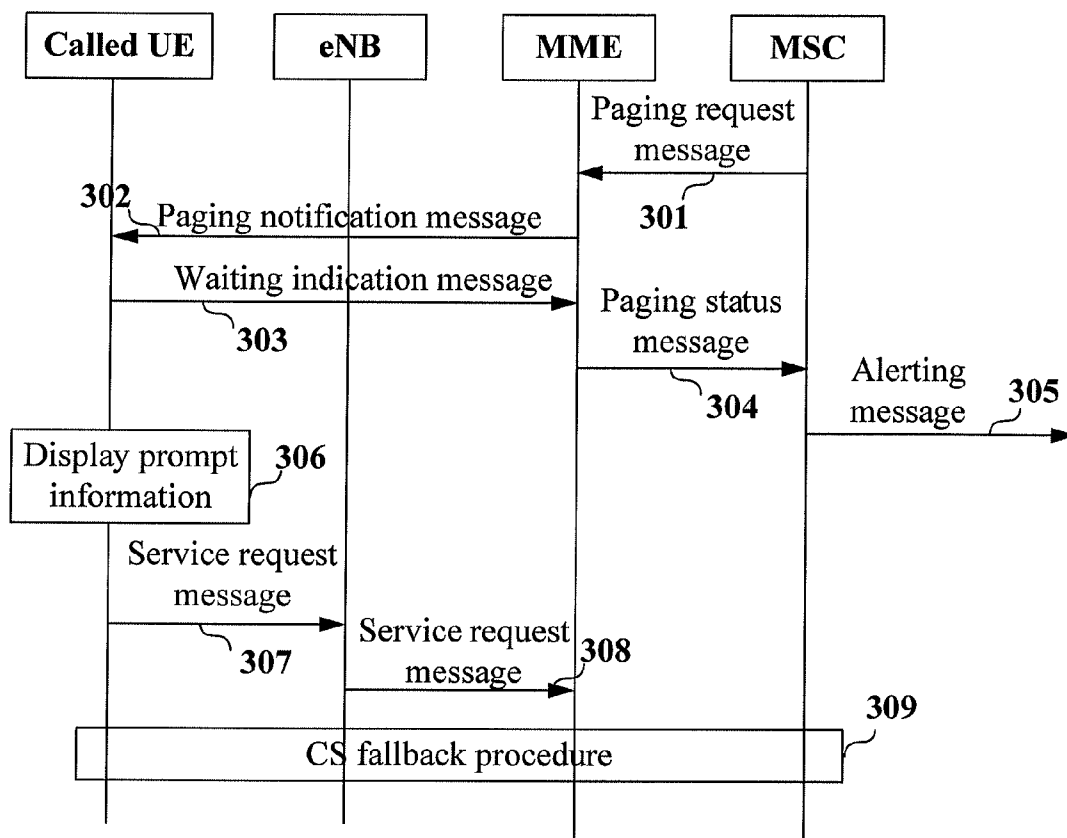 Called UE
eNB
MME
MSC
Paging request
message
301
302
Paging notification message
Waiting indication message
303
Paging status
message
304
Alerting
message
305
Display prompt
information
306
Service request
message
307
Service request
message
308
309
CS fallback procedure